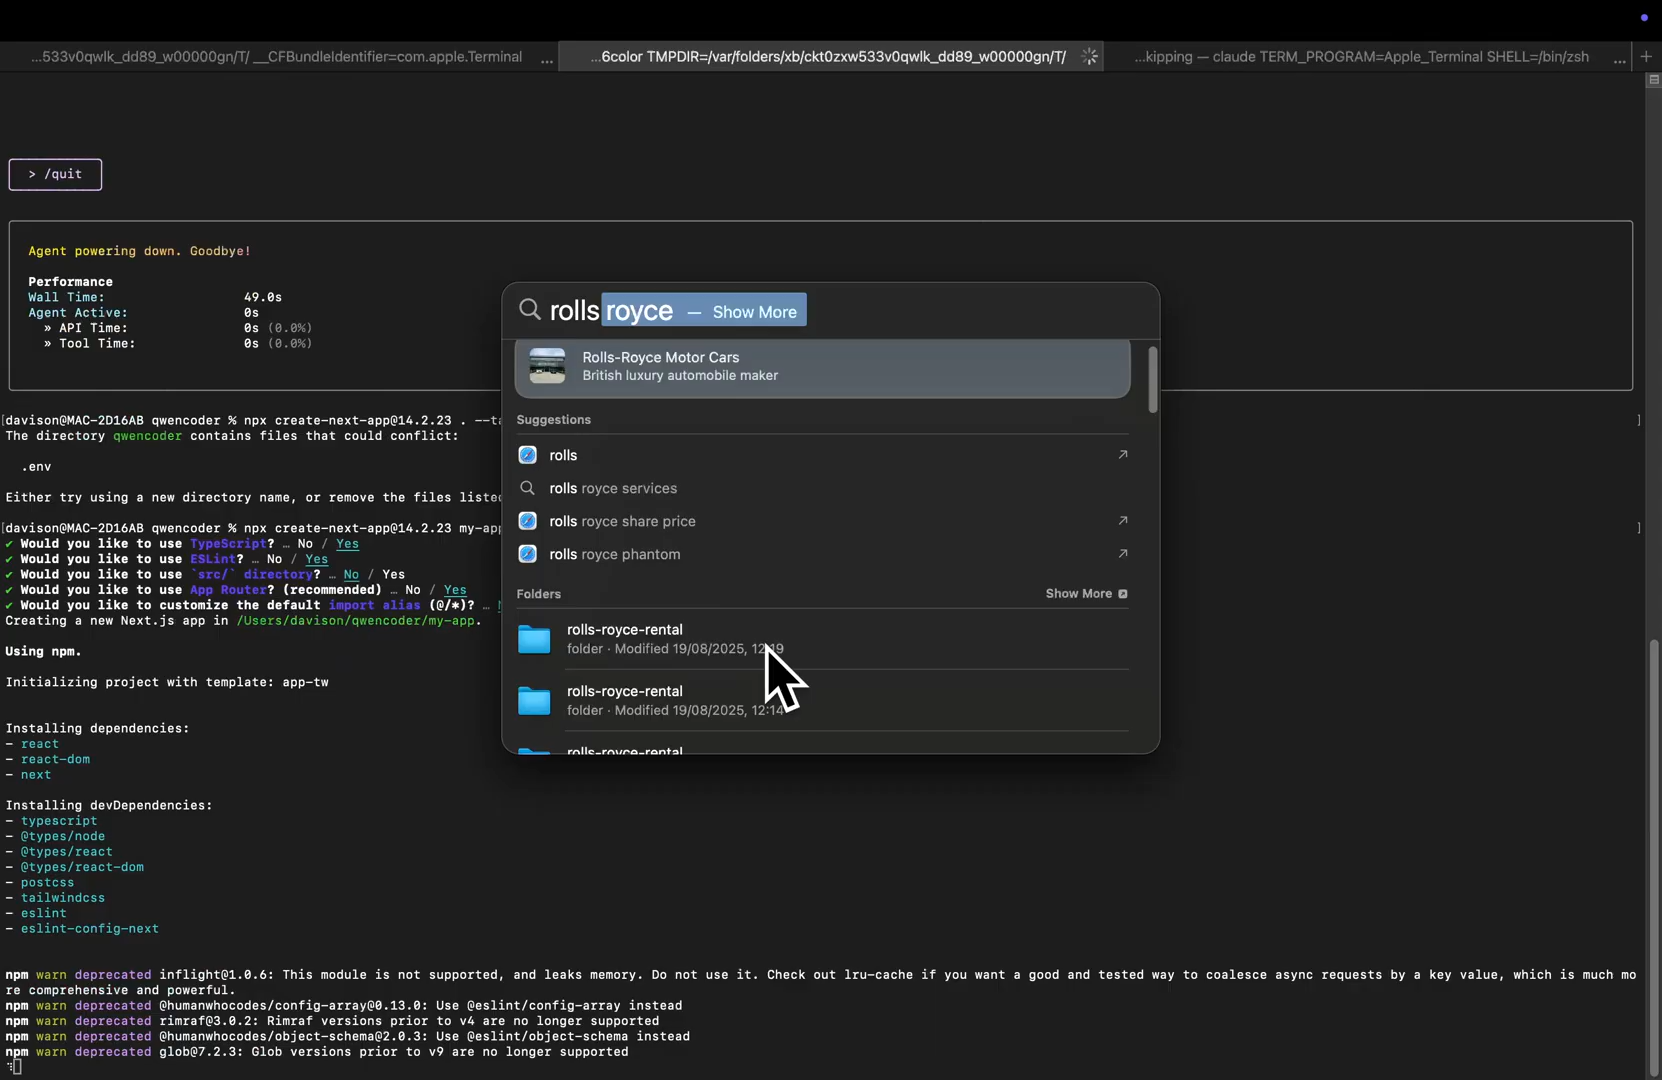 ...533v0qwlk_dd89_w00000gn/T/ __CFBundleIdentifier=com.apple.Terminal ...
...6color TMPDIR=/var/folders/xb/ckt0zxw533v0qwlk_dd89_w00000gn/T/
...kipping — claude TERM_PROGRAM=Apple_Terminal SHELL=/bin/zsh ... +
> /quit
Agent powering down. Goodbye!
Performance
Wall Time: 49.0s
Agent Active: 0s
» API Time: 0s (0.0%)
» Tool Time: 0s (0.0%)
[davison@MAC-2D16AB qwencoder % npx create-next-app@14.2.23 . --ta ]
The directory qwencoder contains files that could conflict:
.env
Either try using a new directory name, or remove the files listed
[davison@MAC-2D16AB qwencoder % npx create-next-app@14.2.23 my-app ]
✔ Would you like to use TypeScript? … No / Yes
✔ Would you like to use ESLint? … No / Yes
✔ Would you like to use `src/` directory? … No / Yes
✔ Would you like to use App Router? (recommended) … No / Yes
✔ Would you like to customize the default import alias (@/*)? …
Creating a new Next.js app in /Users/davison/qwencoder/my-app.
Using npm.
Initializing project with template: app-tw
Installing dependencies:
- react
- react-dom
- next
Installing devDependencies:
- typescript
- @types/node
- @types/react
- @types/react-dom
- postcss
- tailwindcss
- eslint
- eslint-config-next
npm warn deprecated inflight@1.0.6: This module is not supported, and leaks memory. Do not use it. Check out lru-cache if you want a good and tested way to coalesce async requests by a key value, which is much mo
re comprehensive and powerful.
npm warn deprecated @humanwhocodes/config-array@0.13.0: Use @eslint/config-array instead
npm warn deprecated rimraf@3.0.2: Rimraf versions prior to v4 are no longer supported
npm warn deprecated @humanwhocodes/object-schema@2.0.3: Use @eslint/object-schema instead
npm warn deprecated glob@7.2.3: Glob versions prior to v9 are no longer supported
rolls royce — Show More
Rolls-Royce Motor Cars
British luxury automobile maker
Suggestions
rolls
rolls royce services
rolls royce share price
rolls royce phantom
Folders Show More
rolls-royce-rental
folder · Modified 19/08/2025, 12:19
rolls-royce-rental
folder · Modified 19/08/2025, 12:14
rolls-royce-rental